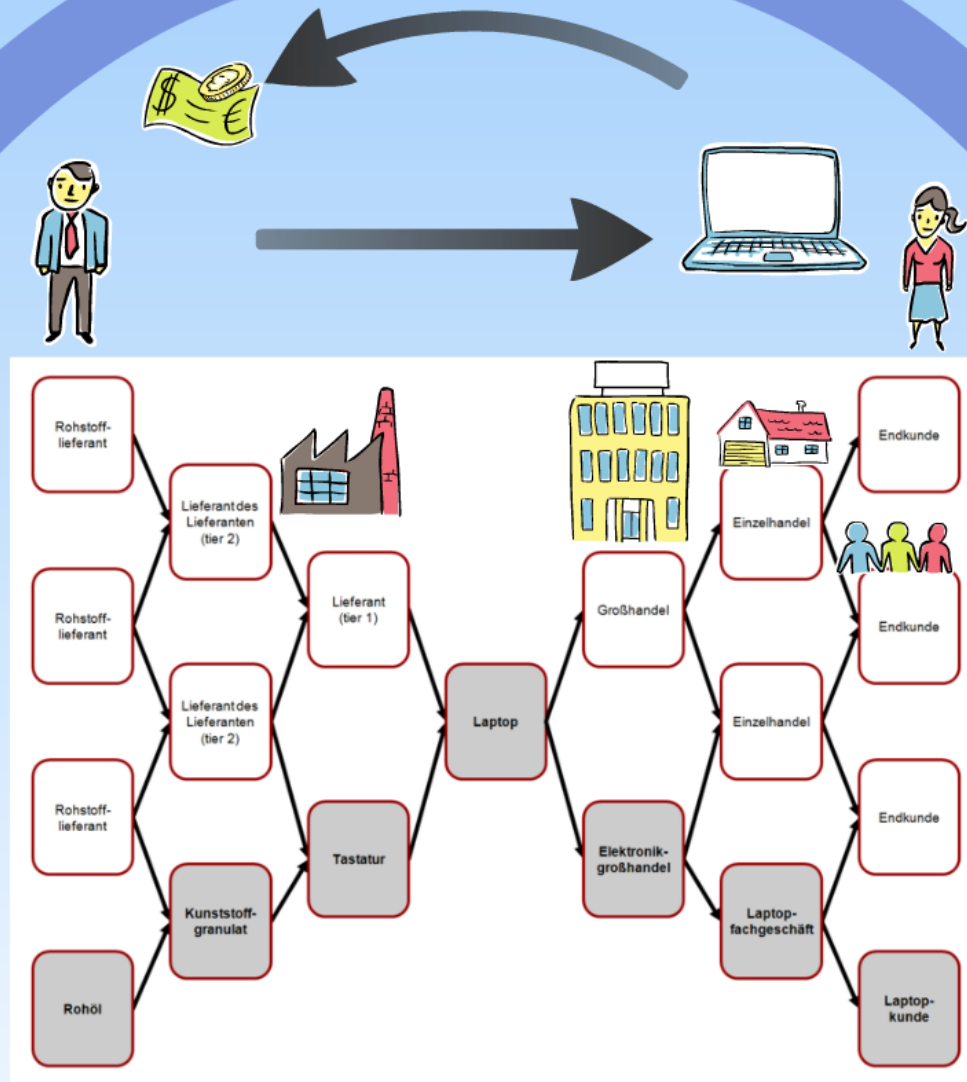 $
€
Rohstoff-
lieferant
Endkunde
Lieferant des
Lieferanten
(tier 2)
Einzelhandel
Lieferant
(tier 1)
Großhandel
Rohstoff-
lieferant
Endkunde
Lieferant des
Lieferanten
(tier 2)
Laptop
Einzelhandel
Rohstoff-
lieferant
Endkunde
Tastatur
Elektronik-
großhandel
Kunststoff-
granulat
Laptop-
fachgeschäft
Rohöl
Laptop-
kunde